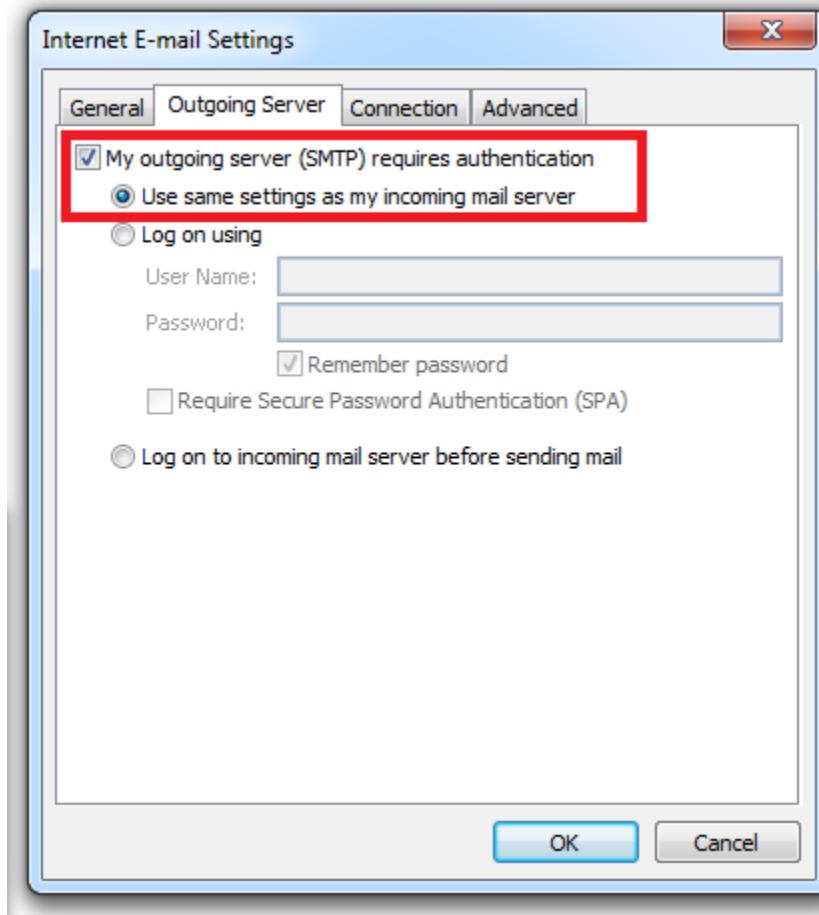 Internet E-mail Settings
General Outgoing Server Connection Advanced
My outgoing server (SMTP) requires authentication
Use same settings as my incoming mail server
Log on using
User Name:
Password:
Remember password
Require Secure Password Authentication (SPA)
Log on to incoming mail server before sending mail
OK Cancel